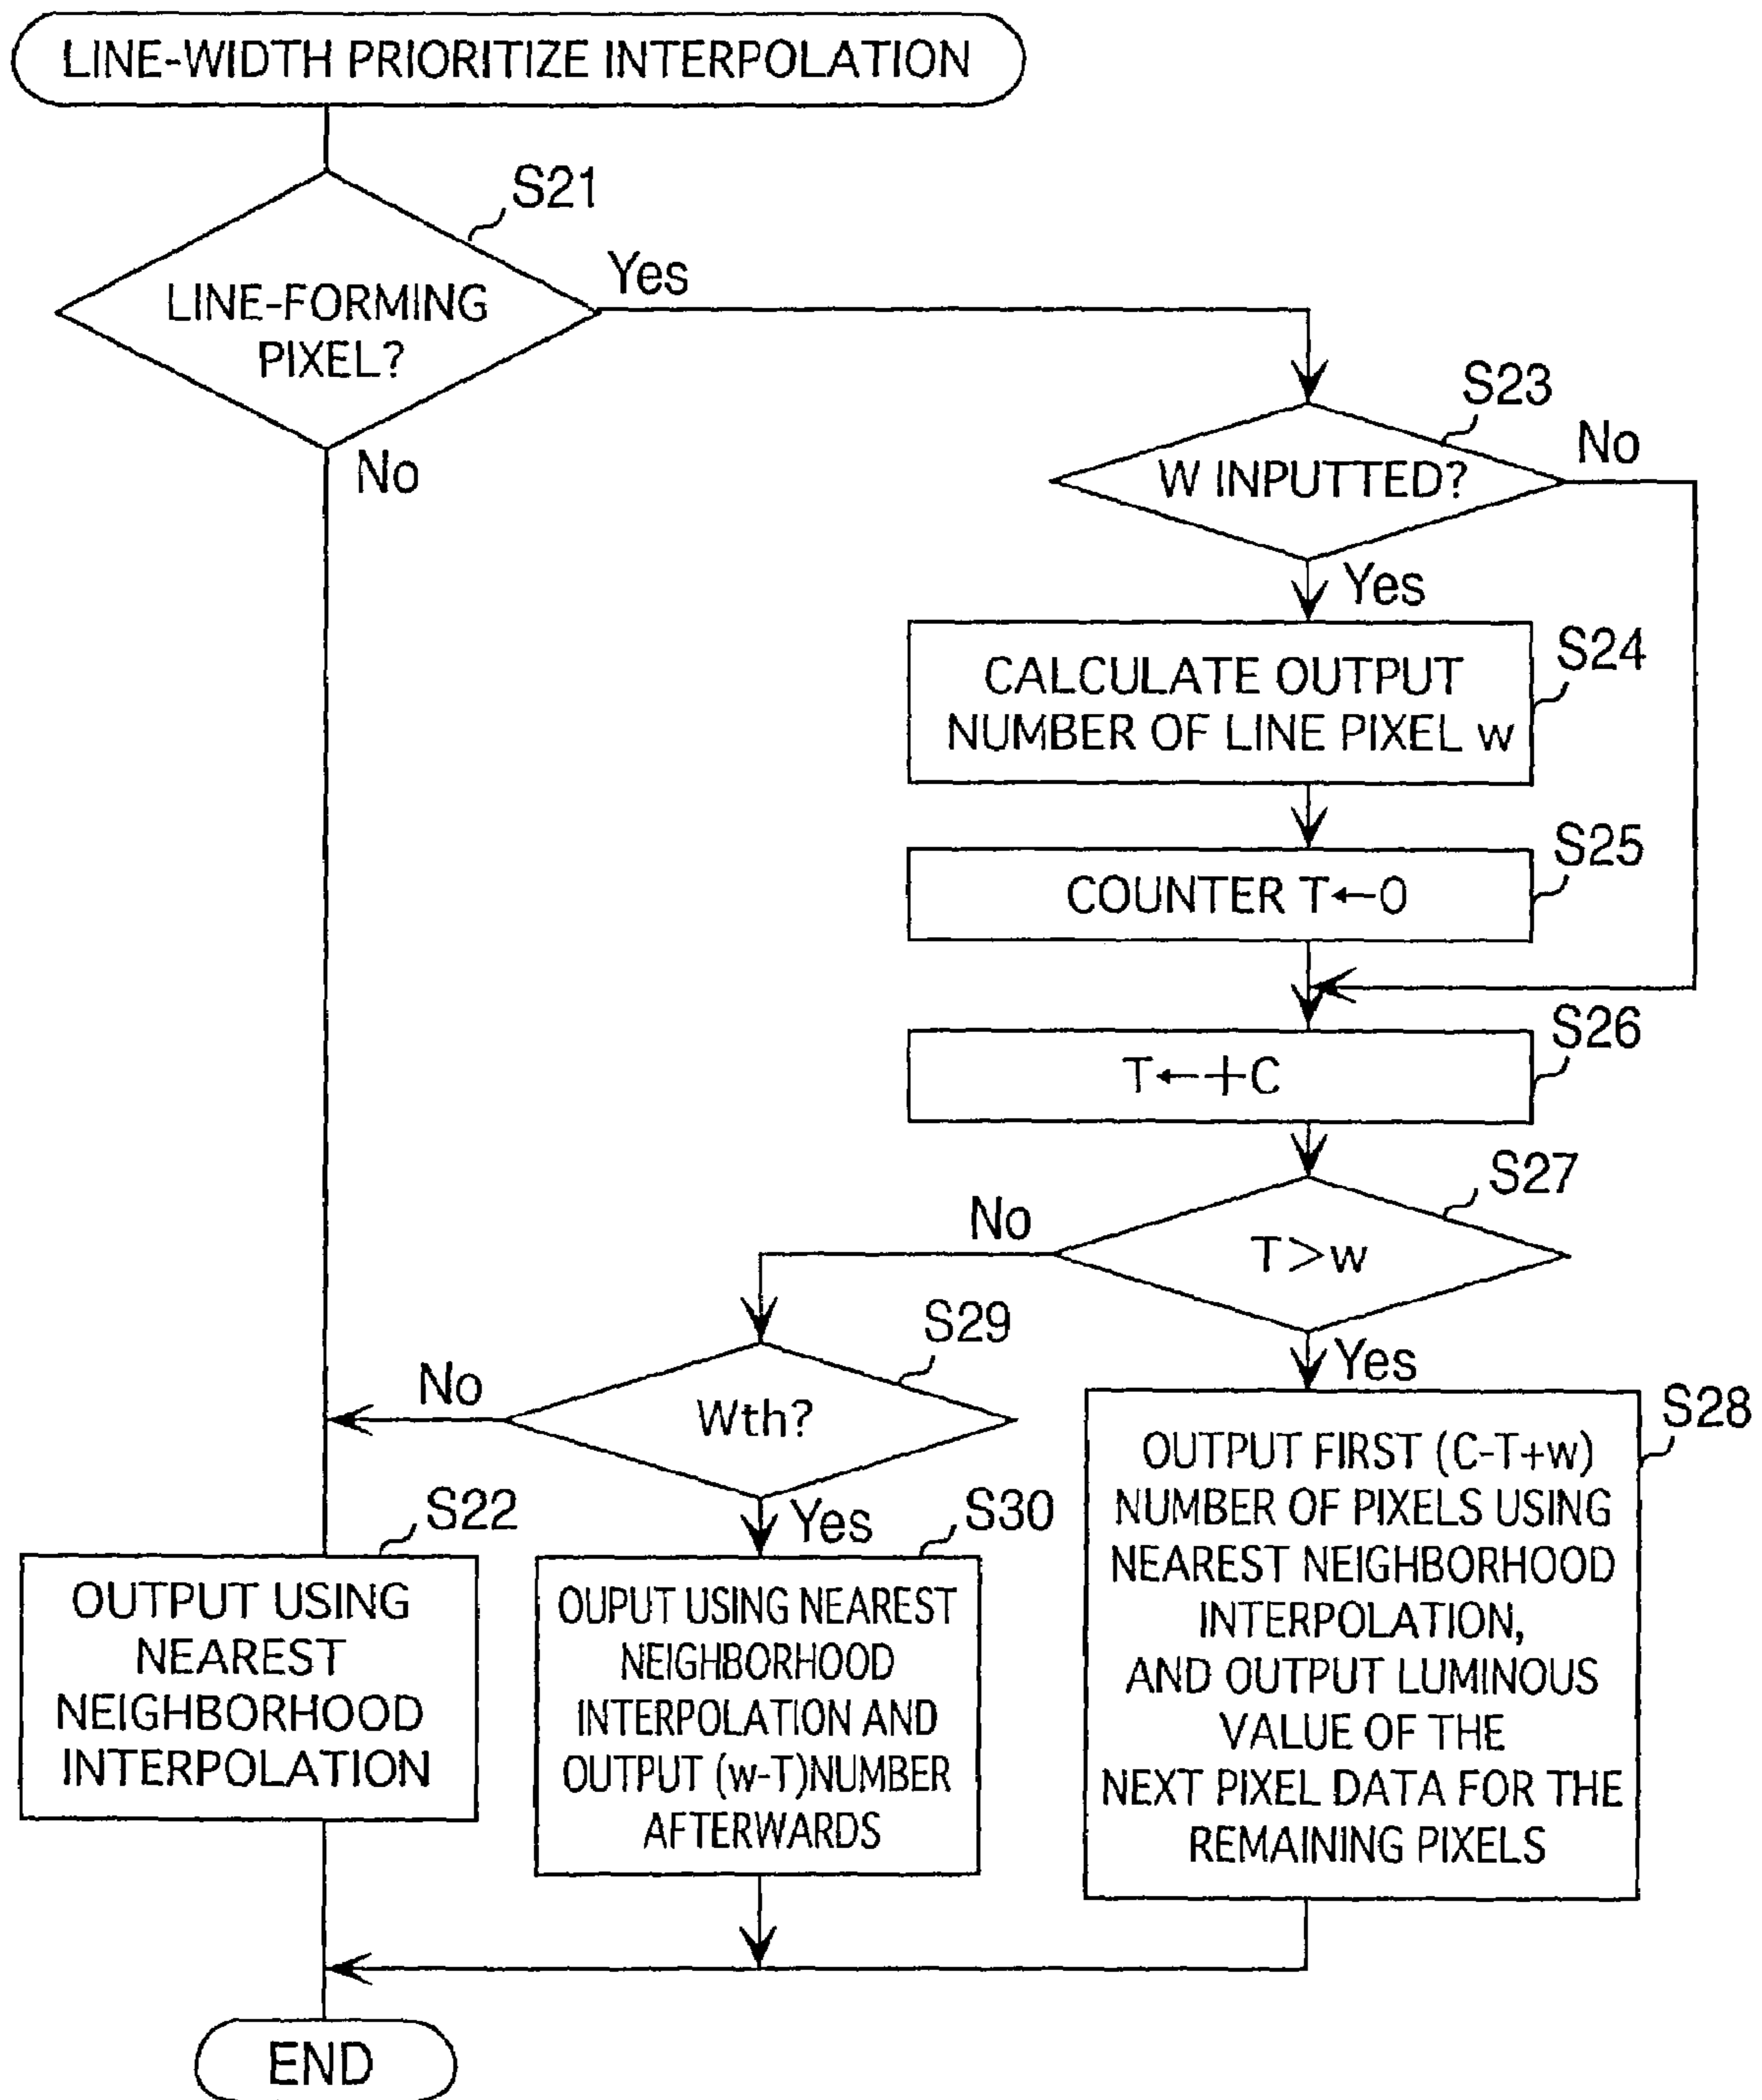 LINE-WIDTH PRIORITIZE INTERPOLATION
S21
LINE-FORMING
PIXEL?
Yes
No
S23
W INPUTTED?
No
Yes
S24
CALCULATE OUTPUT
NUMBER OF LINE PIXEL w
S25
COUNTER T←0
S26
T←+C
S27
T>w
No
Yes
S29
Wth?
No
Yes
S28
OUTPUT FIRST (C-T+w)
NUMBER OF PIXELS USING
NEAREST NEIGHBORHOOD
INTERPOLATION,
AND OUTPUT LUMINOUS
VALUE OF THE
NEXT PIXEL DATA FOR THE
REMAINING PIXELS
S22
OUTPUT USING
NEAREST
NEIGHBORHOOD
INTERPOLATION
S30
OUPUT USING NEAREST
NEIGHBORHOOD
INTERPOLATION AND
OUTPUT (w-T)NUMBER
AFTERWARDS
END